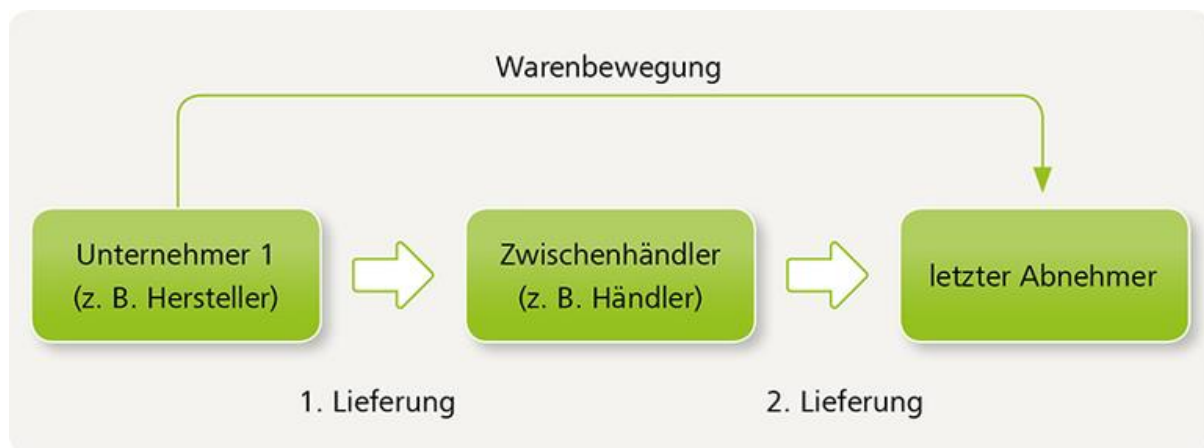 Warenbewegung
Unternehmer 1
(z. B. Hersteller)
Zwischenhändler
(z. B. Händler)
letzter Abnehmer
1. Lieferung
2. Lieferung